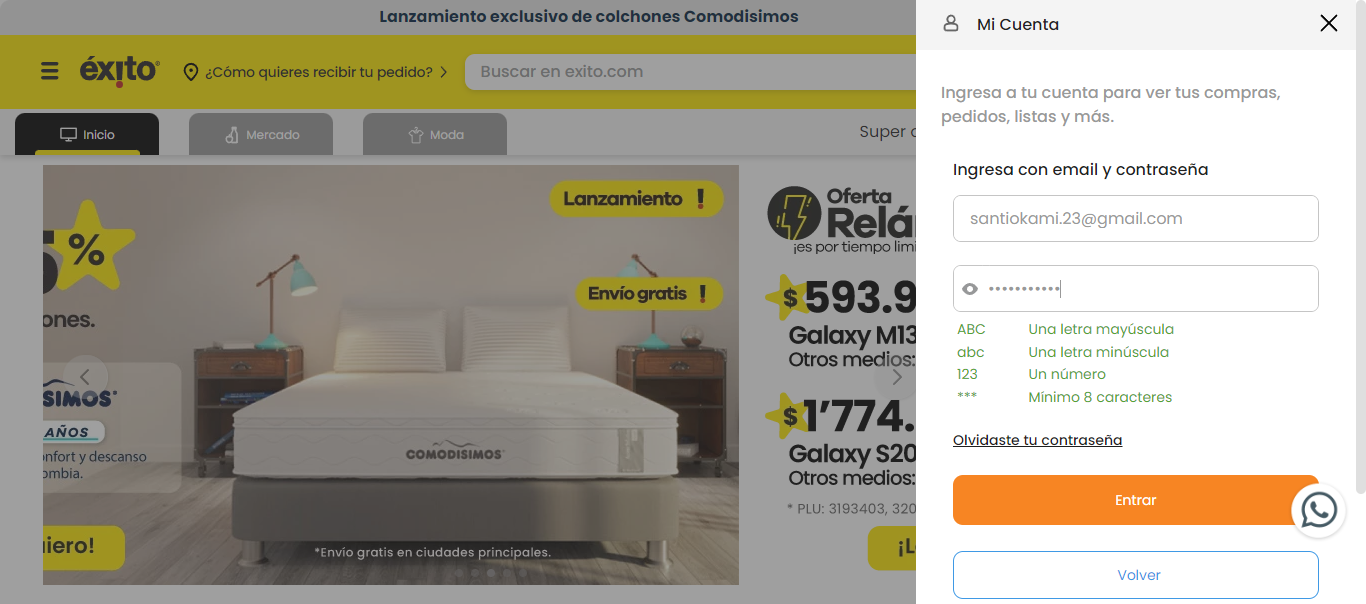 Lanzamiento exclusivo de colchones Comodisimos
éxito
¿Cómo quieres recibir tu pedido?
Buscar en exito.com
Inicio
Mercado
Moda
Super
%
ones.
SIMOS
AÑOS
nfort y descanso
ombia.
iero!
Lanzamiento !
Envío gratis !
COMODISIMOS
*Envío gratis en ciudades principales.
Oferta
Relá
¡es por tiempo limi
$593.9
Galaxy M13
Otros medios:
$1’774.
Galaxy S20
Otros medios:
* PLU: 3193403, 320
¡L
Mi Cuenta
Ingresa a tu cuenta para ver tus compras,
pedidos, listas y más.
Ingresa con email y contraseña
santiokami.23@gmail.com
•••••••••••
ABC Una letra mayúscula
abc Una letra minúscula
123 Un número
*** Mínimo 8 caracteres
Olvidaste tu contraseña
Entrar
Volver